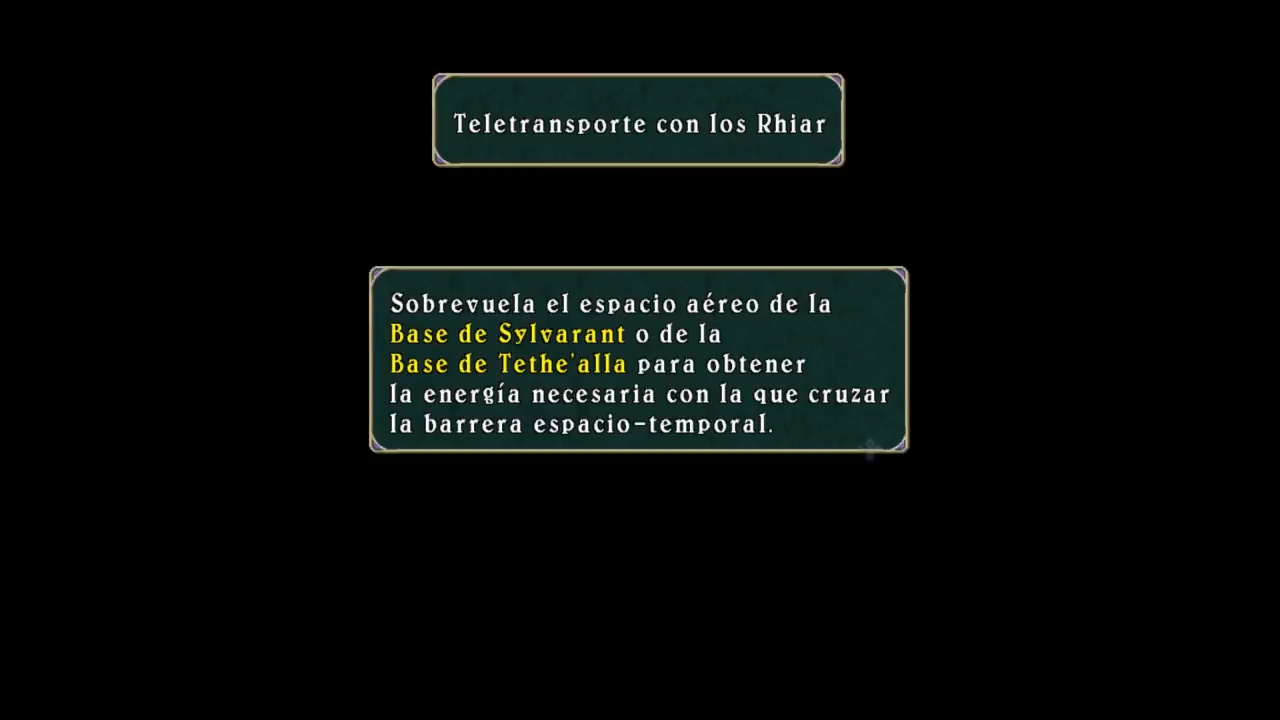 Teletransporte con los Rhiar
Sobrevuela el espacio aéreo de la
Base de Sylvarant o de la
Base de Tethe'alla para obtener
la energía necesaria con la que cruzar
la barrera espacio-temporal.